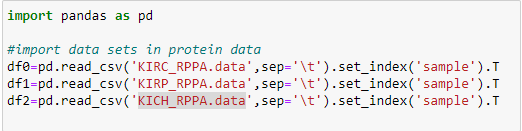 import pandas as pd
#import data sets in protein data
df0=pd.read_csv('KIRC_RPPA.data',sep='\t').set_index('sample').T
df1=pd.read_csv('KIRP_RPPA.data',sep='\t').set_index('sample').T
df2=pd.read_csv('KICH_RPPA.data',sep='\t').set_index('sample').T